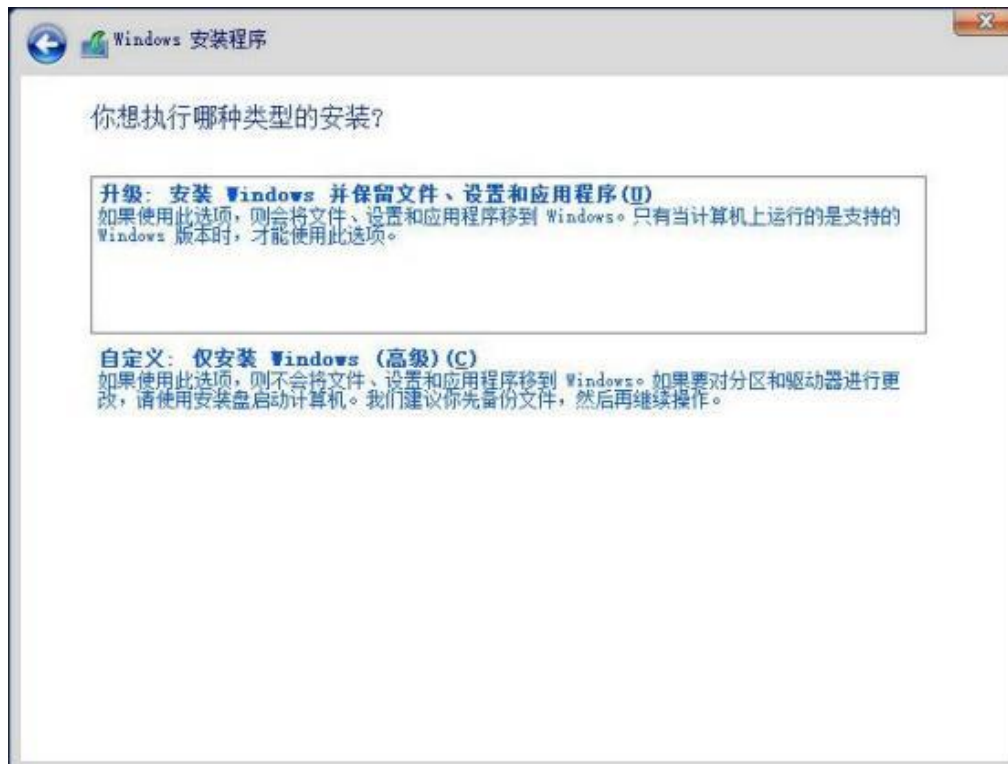 Windows 安装程序
你想执行哪种类型的安装?
升级: 安装 Windows 并保留文件、设置和应用程序(U)
如果使用此选项，则会将文件、设置和应用程序移到 Windows。只有当计算机上运行的是支持的
Windows 版本时，才能使用此选项。
自定义: 仅安装 Windows (高级)(C)
如果使用此选项，则不会将文件、设置和应用程序移到 Windows。如果要对分区和驱动器进行更
改，请使用安装盘启动计算机。我们建议你先备份文件，然后再继续操作。